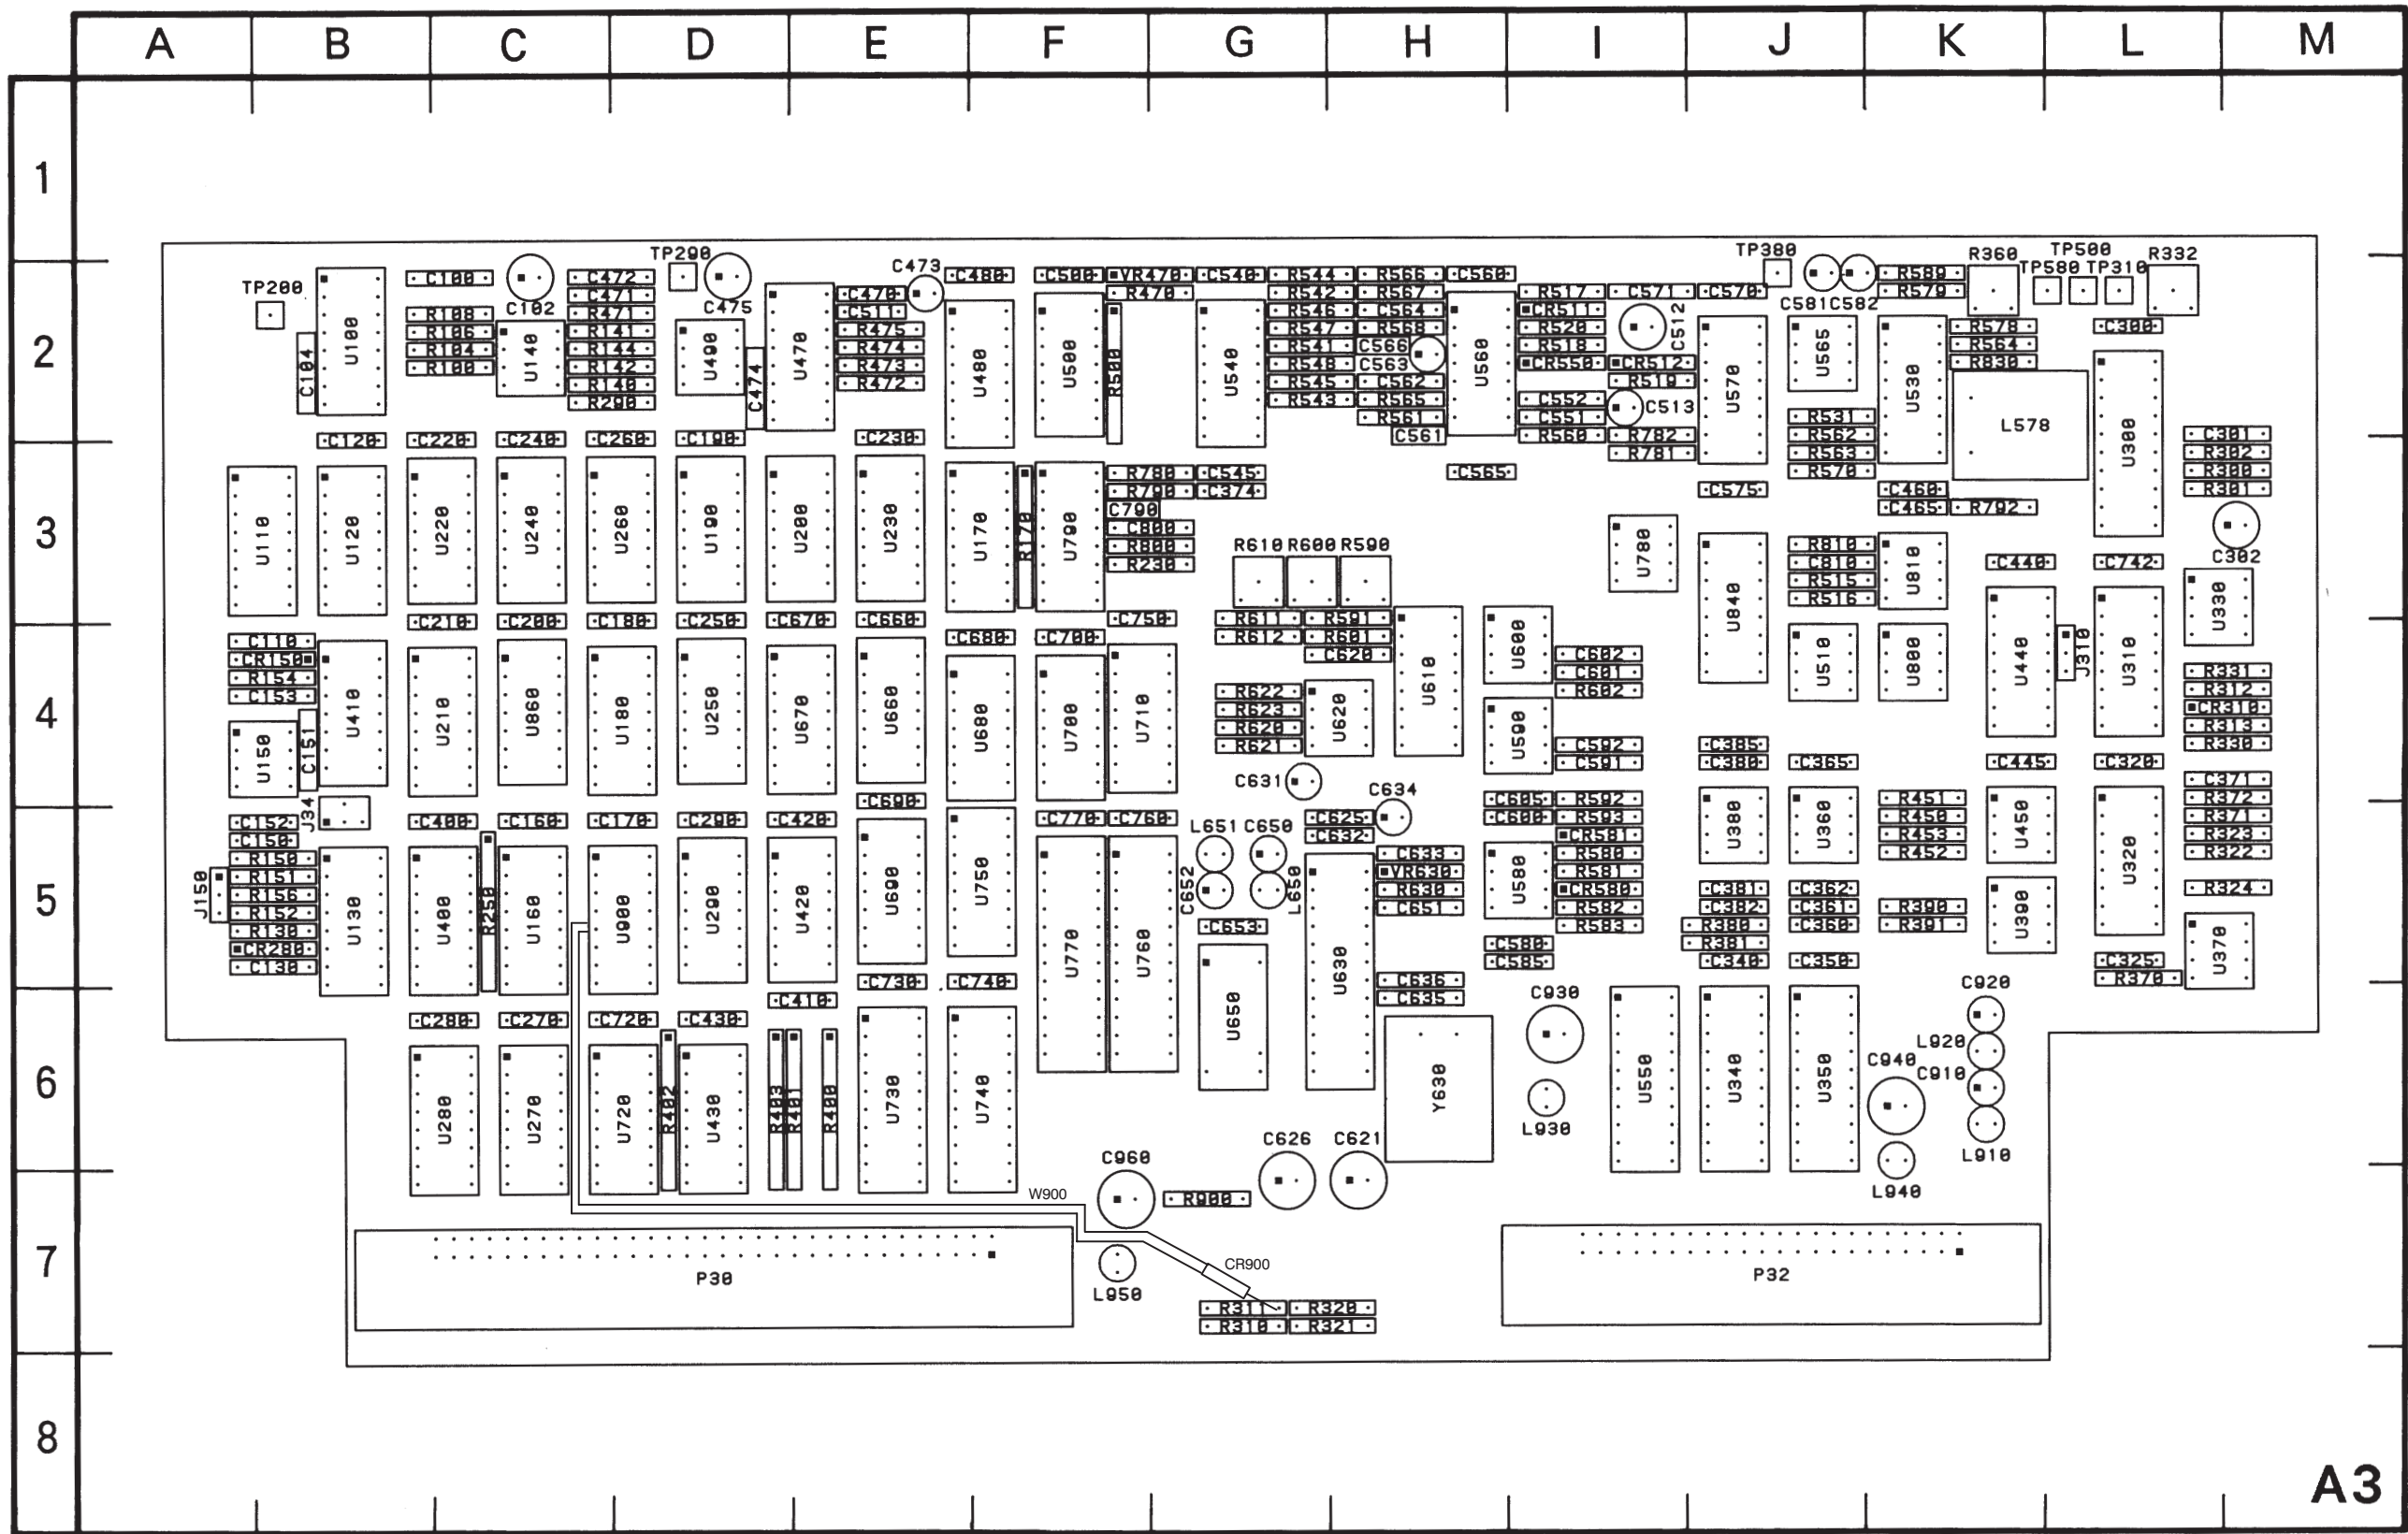 A B C D E F G H I J K L M
1
TP290 TP380 TP500
C473 R360 R332
TP580 TP310
C100 C472 C480 C500 VR470 C540 R544 R566 C560 R589
TP200 C471 C470 R470 R542 R567 R517 C571 C570 R579
R108 C102 R471 C475 C511 R546 C564 CR511 C581 C582
R106 R141 R475 R547 R568 R520 C512 R578 C300
2
R104 R144 R474 R541 C566 R518 R564
R100 R142 R473 R548 C563 CR550 CR512 R830
C104 U100 U140 U490 C474 U470 U480 U500 R500 U540 U560 U570 U565 U530
R140 R472 R545 C562 R519
R290 R543 R565 C552 C513
R561 C551 R531 L578 U300
C120 C220 C240 C260 C190 C230 C561 R560 R782 R562 C301
R781 R563 R302
R780 C545 C565 R570 R300
R790 C374 C575 C460 R301
C790 C465 R792
3
U110 U120 U220 U240 U260 U190 U200 U230 U170 R170 U790
C800
R800 R610 R600 R590 U780 R810 U810 C302
R230 C810 C440 C742
R515
U840 R516 U330
C210 C200 C180 C250 C670 C660 C750 R611 R591
C110 C680 C700 R612 R601 U600
CR150 C620 C602 U510 U800 U440 J310 U310
R154 C601 R331
C153 R622 R602 R312
4
U410 U210 U860 U180 U250 U670 U660 U680 U700 U710 R623 U620 U610 CR310
R620 R313
U150 C151 R621 U590 C592 C385 R330
C591 C380 C365 C445 C320
C631 C371
C690 C634 C605 R592 R451 R372
J34
C152 C400 C160 C170 C290 C420 C770 C760 C625 C600 R593 U380 U360 R450 U450 R371
C150 L651 C650 C632 CR581 R453 R323
R150 C633 R580 R452 R322
R151 VR630 R581 U320
5
J150 R156 C652 L650 R630 U580 CR580 C381 C362 R324
R152 U130 U400 R250 U160 U900 U290 U420 U690 U750 C651 R582 C382 C361 R390 U390
R130 C653 R583 R380 C360 R391
CR280 C580 R381
C130 U770 U760 U630 C585 C340 C350 C325 U370
C730 C740 C636 R370
C410 C635 C930 C920
C280 C270 C720 C430 U650
L920
C940 C910
6
U280 U270 U720 R402 U430 R403 R401 R400 U730 U740 Y630 U550 U340 U350
L930
C960 C626 C621 L910
W900 R900 L940
7
CR900
P30 L950 P32
R311 R320
R310 R321
8
A3